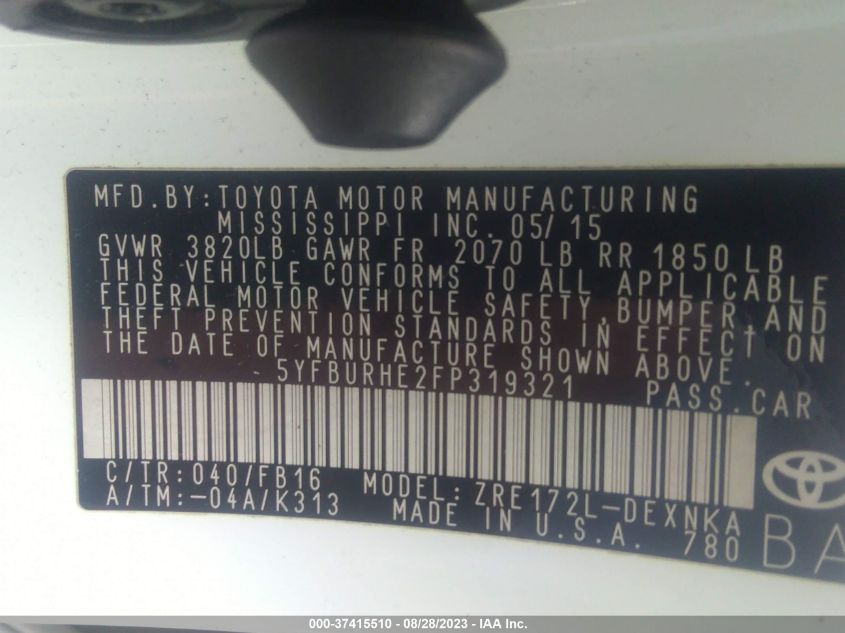 MFD.BY:TOYOTA MOTOR MANUFACTURING
MISSISSIPPI INC. 05/15
GVWR 3820LB GAWR FR 2070 LB RR 1850 LB
THIS VEHICLE CONFORMS TO ALL APPLICABLE
FEDERAL MOTOR VEHICLE SAFETY,BUMPER,AND
THEFT PREVENTION STANDARDS IN EFFECT ON
THE DATE OF MANUFACTURE SHOWN ABOVE.
5YFBURHE2FP319321 PASS.CAR
C/TR:040/FB16 MODEL: ZRE172L-DEXNKA
A/TM:-04A/K313 MADE IN U.S.A. 780
BA
000-37415510 - 08/28/2023 - IAA Inc.